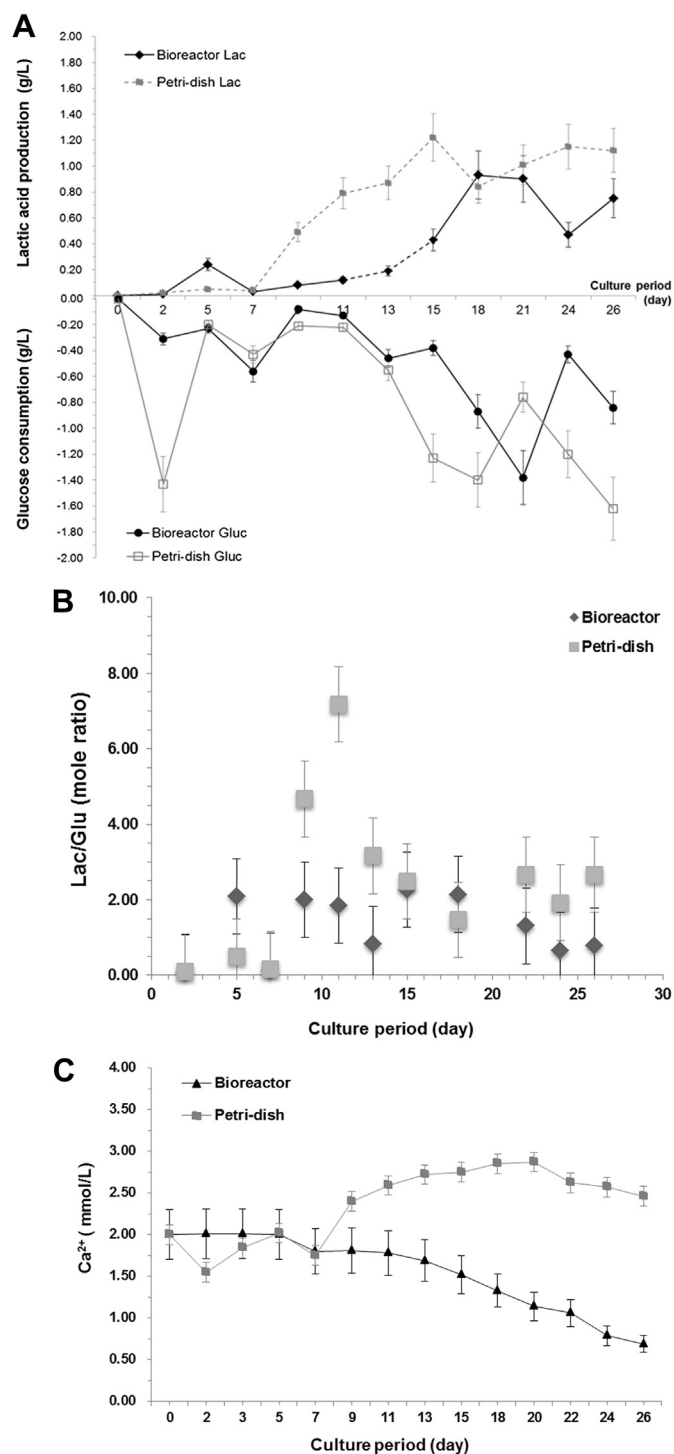 A
2.00
1.80
1.60
1.40
1.20
1.00
0.80
0.60
0.40
0.20
0.00
-0.20
-0.40
-0.60
-0.80
-1.00
-1.20
-1.40
-1.60
-1.80
-2.00
Lactic acid production (g/L)
Glucose consumption (g/L)
Bioreactor Lac
Petri-dish Lac
Culture period
(day)
0 2 5 7 9 11 13 15 18 21 24 26
Bioreactor Gluc
Petri-dish Gluc
B
10.00
8.00
6.00
4.00
2.00
0.00
Lac/Glu (mole ratio)
Bioreactor
Petri-dish
0 5 10 15 20 25 30
Culture period (day)
C
4.00
3.50
3.00
2.50
2.00
1.50
1.00
0.50
0.00
Ca²⁺ ( mmol/L)
Bioreactor
Petri-dish
0 2 3 5 7 9 11 13 15 18 20 22 24 26
Culture period (day)